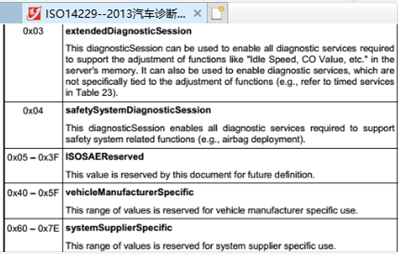 ISO14229--2013汽车诊断...
0x03 extendedDiagnosticSession
This diagnosticSession can be used to enable all diagnostic services required
to support the adjustment of functions like "Idle Speed, CO Value, etc." in
the server's memory. It can also be used to enable diagnostic services, which are
not specifically tied to the adjustment of functions (e.g., refer to timed services
in Table 23).
0x04 safetySystemDiagnosticSession
This diagnosticSession enables all diagnostic services required to support
safety system related functions (e.g., airbag deployment).
0x05 – 0x3F ISOSAEReserved
This value is reserved by this document for future definition.
0x40 – 0x5F vehicleManufacturerSpecific
This range of values is reserved for vehicle manufacturer specific use.
0x60 – 0x7E systemSupplierSpecific
This range of values is reserved for system supplier specific use.